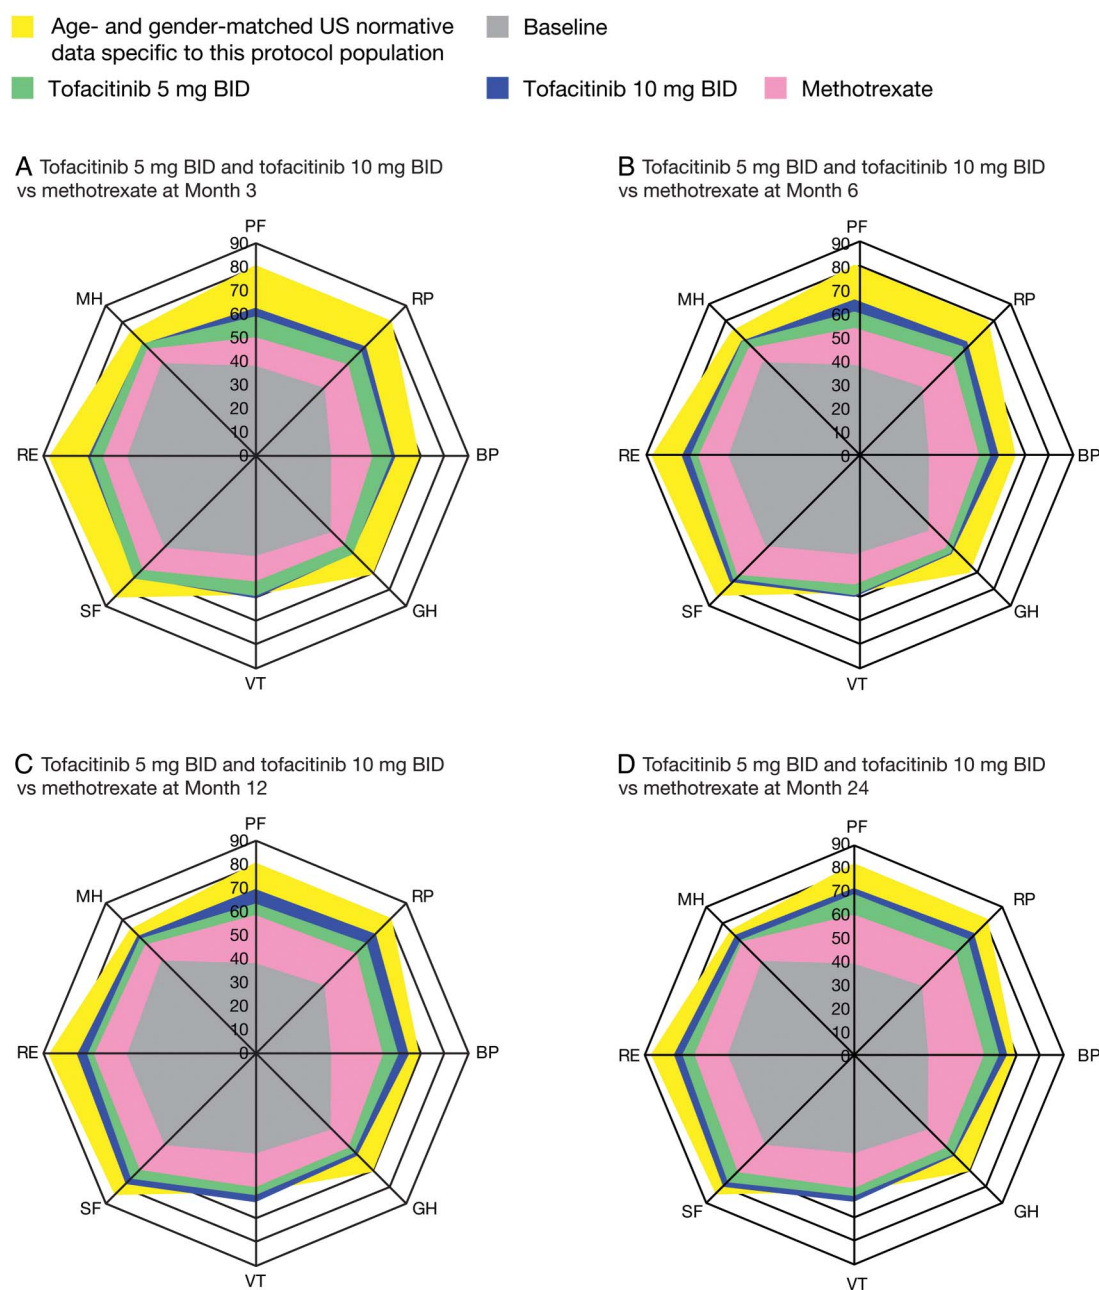 Age- and gender-matched US normative
data specific to this protocol population
Baseline
Tofacitinib 5 mg BID
Tofacitinib 10 mg BID
Methotrexate
A Tofacitinib 5 mg BID and tofacitinib 10 mg BID
vs methotrexate at Month 3
PF
90
80
70
60
50
40
30
20
10
0
MH
RP
RE
BP
SF
GH
VT
B Tofacitinib 5 mg BID and tofacitinib 10 mg BID
vs methotrexate at Month 6
PF
90
80
70
60
50
40
30
20
10
0
MH
RP
RE
BP
SF
GH
VT
C Tofacitinib 5 mg BID and tofacitinib 10 mg BID
vs methotrexate at Month 12
PF
90
80
70
60
50
40
30
20
10
0
MH
RP
RE
BP
SF
GH
VT
D Tofacitinib 5 mg BID and tofacitinib 10 mg BID
vs methotrexate at Month 24
PF
90
80
70
60
50
40
30
20
10
0
MH
RP
RE
BP
SF
GH
VT